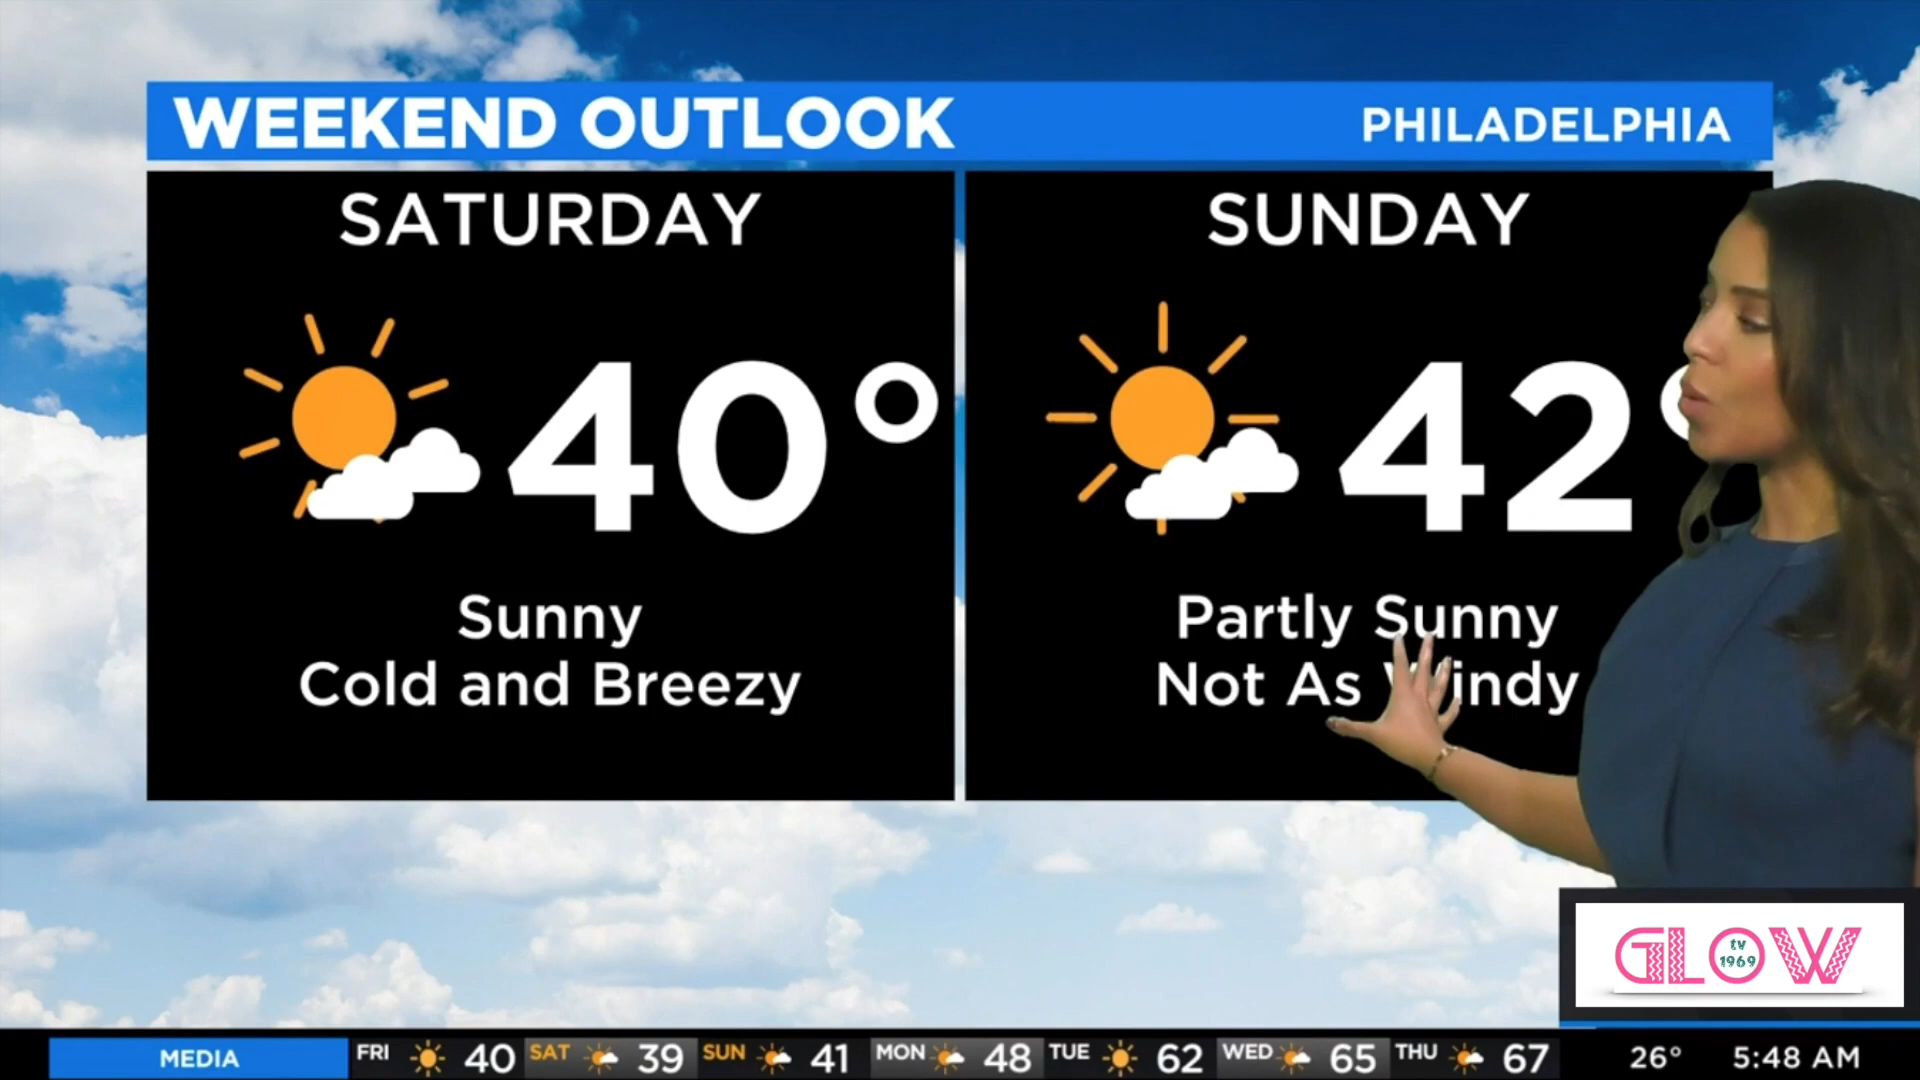 WEEKEND OUTLOOK
PHILADELPHIA
SATURDAY
40°
Sunny
Cold and Breezy
SUNDAY
42°
Partly Sunny
Not As Windy
GLOW
tv
1969
MEDIA
FRI 40
SAT 39
SUN 41
MON 48
TUE 62
WED 65
THU 67
26°
5:48 AM